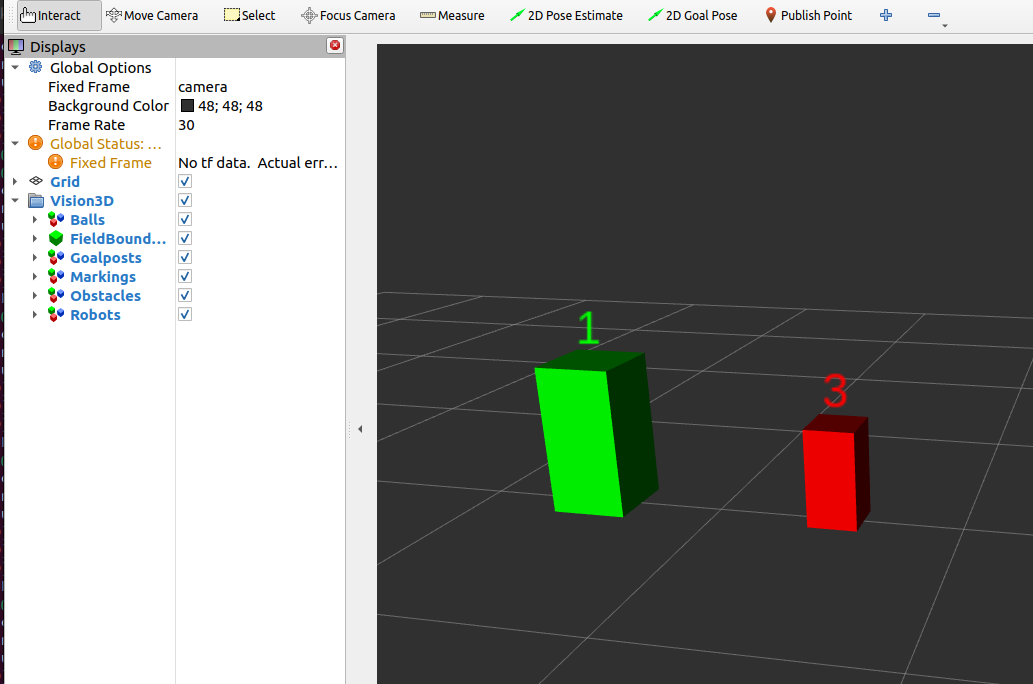 Interact Move Camera Select Focus Camera Measure 2D Pose Estimate 2D Goal Pose Publish Point
Displays
Global Options
Fixed Frame camera
Background Color 48; 48; 48
Frame Rate 30
Global Status: ...
Fixed Frame No tf data. Actual err...
Grid
Vision3D
Balls
FieldBound...
Goalposts
Markings
Obstacles
Robots
1
3